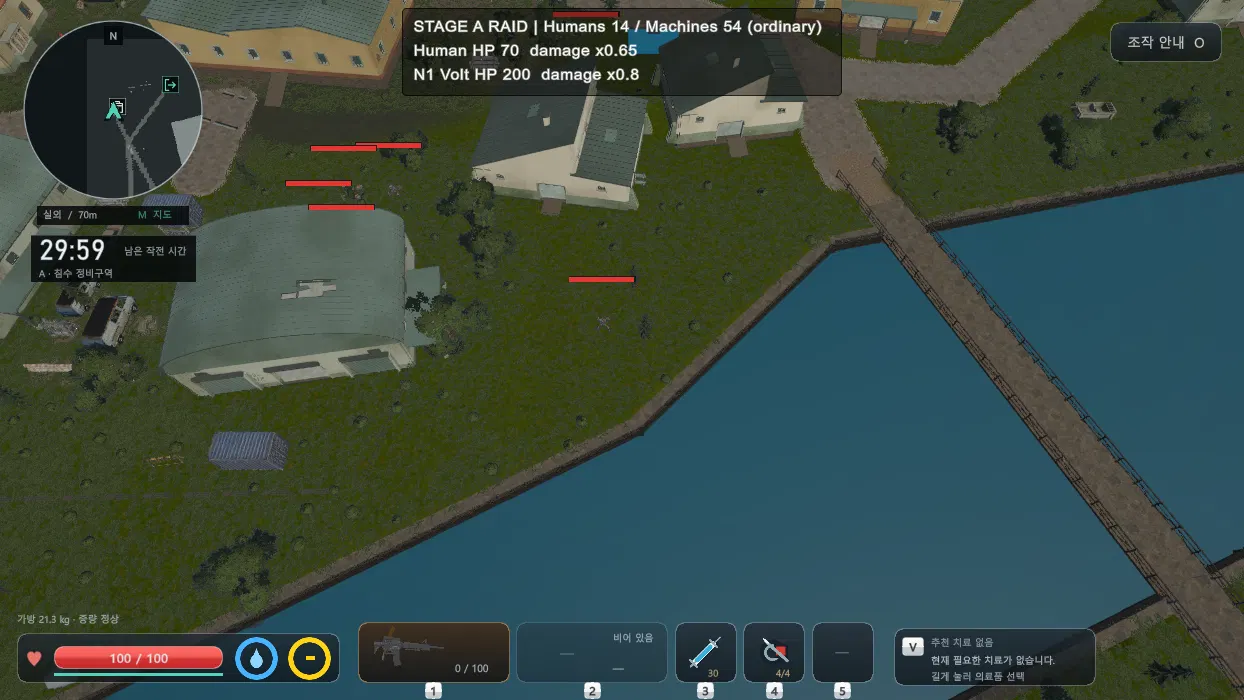 STAGE A RAID | Humans 14 / Machines 54 (ordinary)
Human HP 70 damage x0.65
N1 Volt HP 200 damage x0.8
조작 안내 O
N
실외 / 70m
M 지도
29:59 남은 작전 시간
A · 침수 정비구역
가방 21.3 kg · 중량 정상
100 / 100
0 / 100
1
비어 있음
2
30
3
4/4
4
5
V
추천 치료 없음
현재 필요한 치료가 없습니다.
길게 눌러 의료품 선택